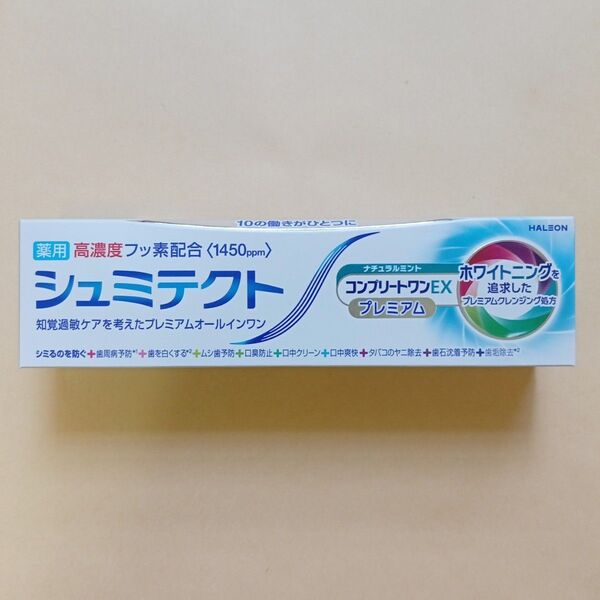 10の働きがひとつに
HALEON
薬用 高濃度フッ素配合〈1450ppm〉
シュミテクト
知覚過敏ケアを考えたプレミアムオールインワン
ナチュラルミント
コンプリートワンEX
プレミアム
ホワイトニングを
追求した
プレミアムクレンジング処方
シミるのを防ぐ+歯周病予防*1+歯を白くする*2+ムシ歯予防+口臭防止+口中クリーン+口中爽快+タバコのヤニ除去+歯石沈着予防+歯垢除去*2